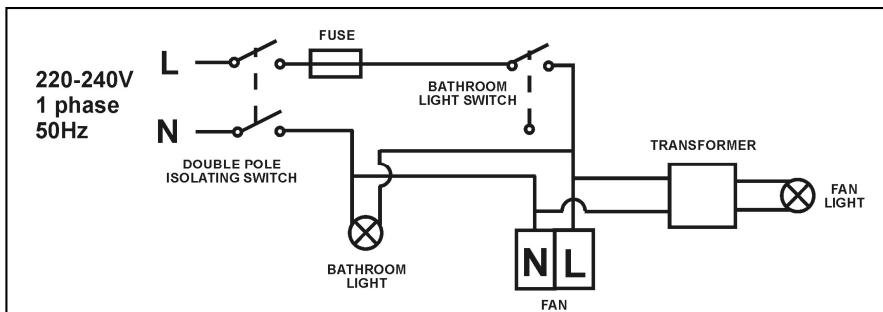 FUSE
L
220-240V
1 phase
50Hz
BATHROOM
LIGHT SWITCH
N
TRANSFORMER
DOUBLE POLE
ISOLATING SWITCH
FAN
LIGHT
N L
BATHROOM
LIGHT
FAN